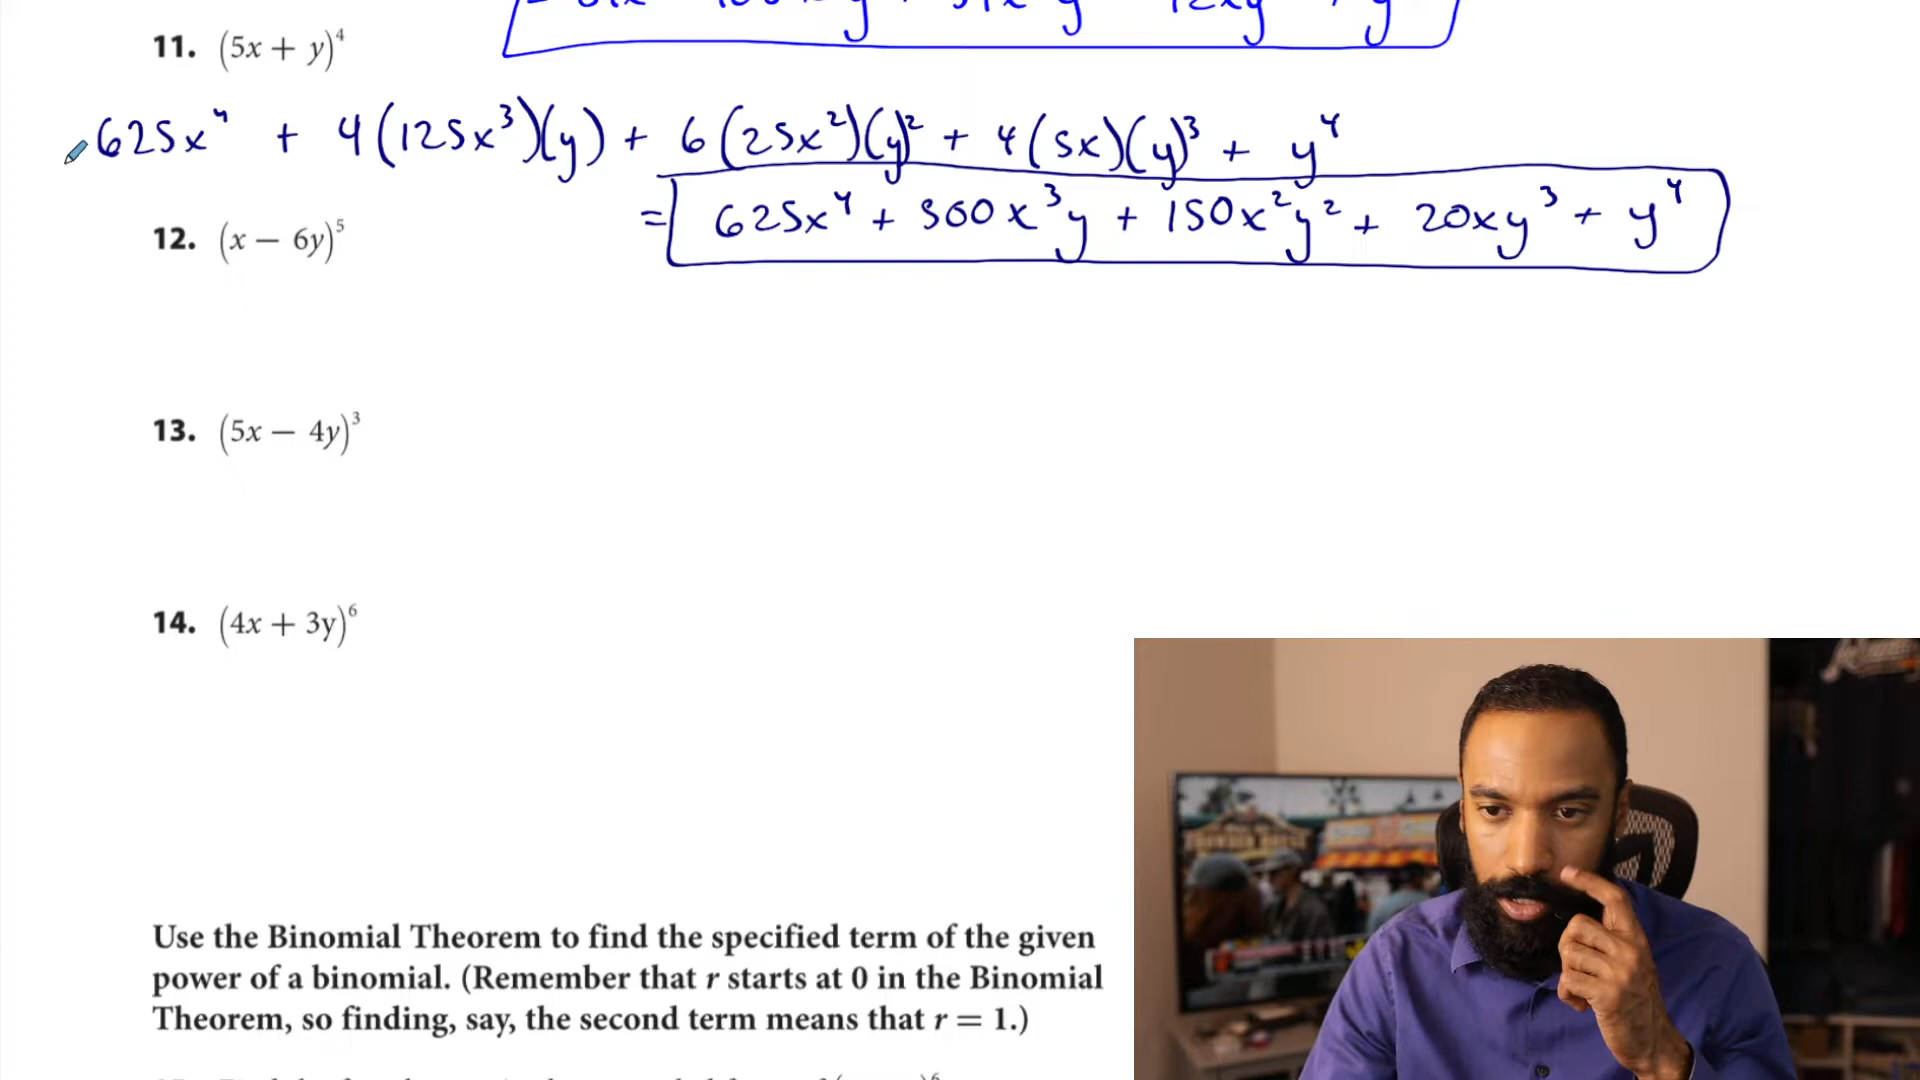 11. (5x + y)⁴
625x⁴ + 4(125x³)(y) + 6(25x²)(y)² + 4(5x)(y)³ + y⁴
= 625x⁴ + 500x³y + 150x²y² + 20xy³ + y⁴
12. (x − 6y)⁵
13. (5x − 4y)³
14. (4x + 3y)⁶
Use the Binomial Theorem to find the specified term of the given
power of a binomial. (Remember that r starts at 0 in the Binomial
Theorem, so finding, say, the second term means that r = 1.)